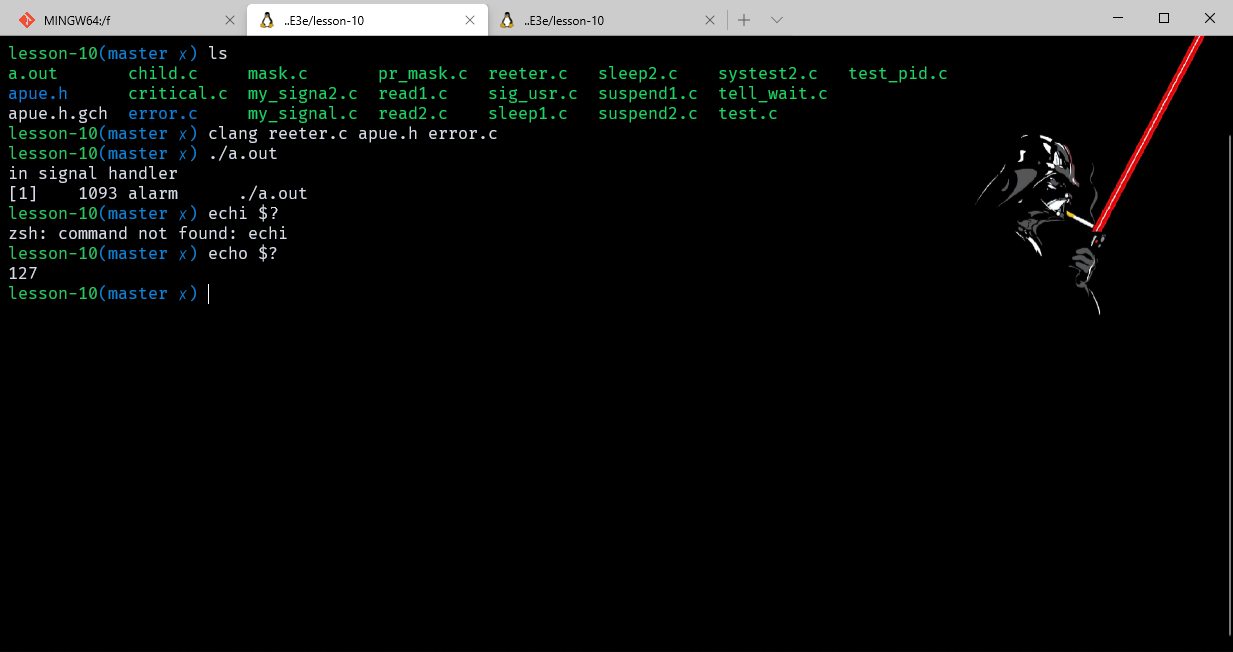 MINGW64:/f
..E3e/lesson-10
..E3e/lesson-10
lesson-10(master ✗) ls
a.out child.c mask.c pr_mask.c reeter.c sleep2.c systest2.c test_pid.c
apue.h critical.c my_signa2.c read1.c sig_usr.c suspend1.c tell_wait.c
apue.h.gch error.c my_signal.c read2.c sleep1.c suspend2.c test.c
lesson-10(master ✗) clang reeter.c apue.h error.c
lesson-10(master ✗) ./a.out
in signal handler
[1] 1093 alarm ./a.out
lesson-10(master ✗) echi $?
zsh: command not found: echi
lesson-10(master ✗) echo $?
127
lesson-10(master ✗)